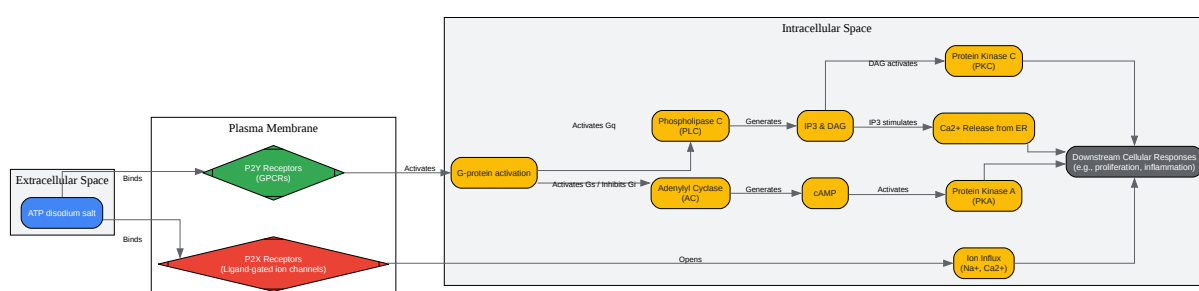 Intracellular Space
Protein Kinase C
(PKC)
DAG activates
Phospholipase C
(PLC)
Generates
IP3 & DAG
IP3 stimulates
Ca2+ Release from ER
Activates Gq
Plasma Membrane
P2Y Receptors
(GPCRs)
Activates
G-protein activation
Downstream Cellular Responses
(e.g., proliferation, inflammation)
Extracellular Space
Binds
Activates Gs / Inhibits Gi
Adenylyl Cyclase
(AC)
Generates
cAMP
Activates
Protein Kinase A
(PKA)
ATP disodium salt
Binds
P2X Receptors
(Ligand-gated ion channels)
Opens
Ion Influx
(Na+, Ca2+)